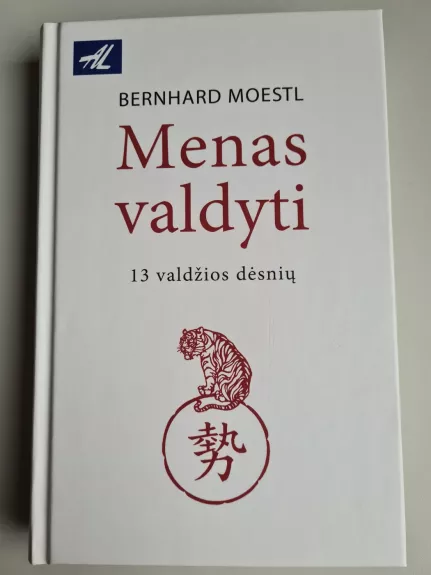 AL
BERNHARD MOESTL
Menas
valdyti
13 valdžios dėsnių
勢